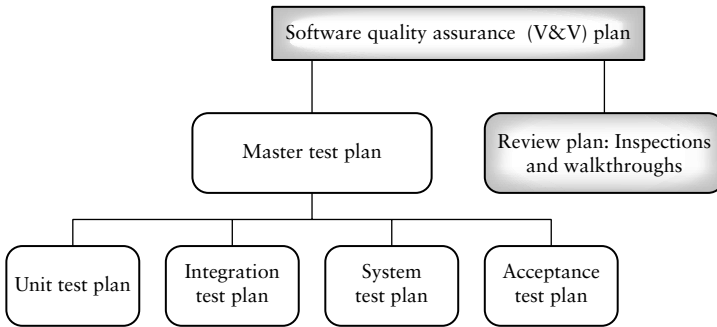 Software quality assurance (V&V) plan
Master test plan
Review plan: Inspections
and walkthroughs
Unit test plan
Integration
test plan
System
test plan
Acceptance
test plan